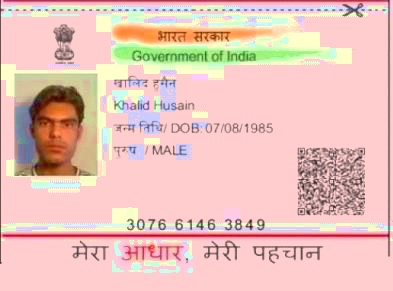 भारत सरकार
Government of India
खालिद हुसैन
Khalid Husain
जन्म तिथि/ DOB: 07/08/1985
पुरुष / MALE
3076 6146 3849
मेरा आधार, मेरी पहचान